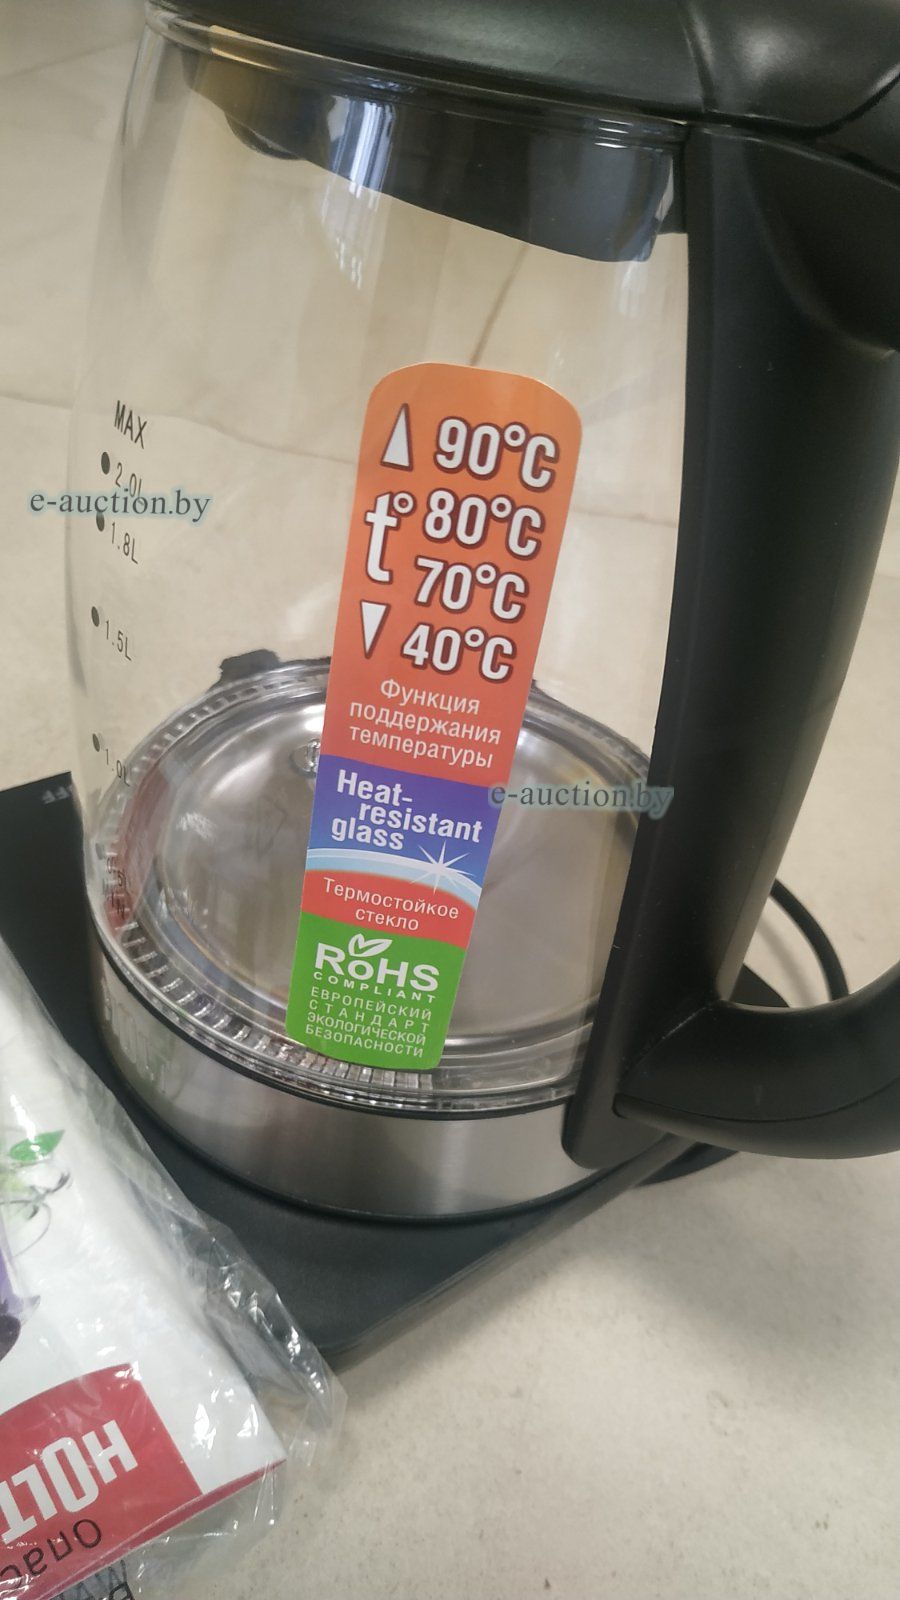 MAX
2.0L
e-auction.by
1.8L
1.5L
1.0L
90°C
t° 80°C
70°C
40°C
Функция
поддержания
температуры
Heat-
resistant
glass
e-auction.by
Термостойкое
стекло
RoHS
COMPLIANT
ЕВРОПЕЙСКИЙ
СТАНДАРТ
ЭКОЛОГИЧЕСКОЙ
БЕЗОПАСНОСТИ
HOLT